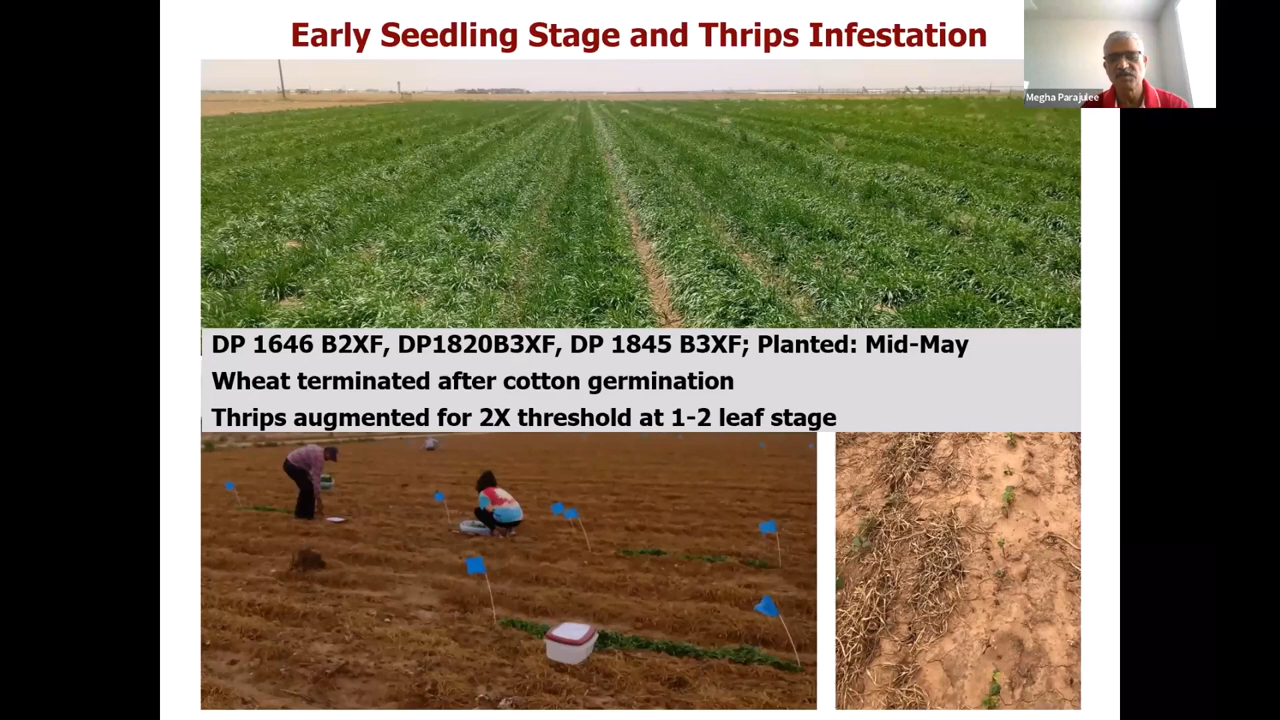 Early Seedling Stage and Thrips Infestation
Megha Parajulee
DP 1646 B2XF, DP1820B3XF, DP 1845 B3XF; Planted: Mid-May
Wheat terminated after cotton germination
Thrips augmented for 2X threshold at 1-2 leaf stage